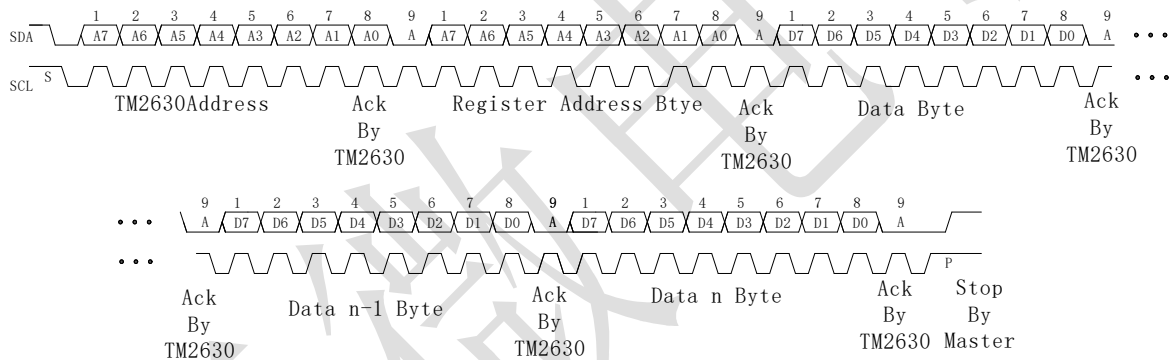 1 2 3 4 5 6 7 8 9 1 2 3 4 5 6 7 8 9 1 2 3 4 5 6 7 8 9
SDA A7 A6 A5 A4 A3 A2 A1 A0 A A7 A6 A5 A4 A3 A2 A1 A0 A D7 D6 D5 D4 D3 D2 D1 D0 A
SCL S
TM2630Address
Ack
By
TM2630
Register Address Btye
Ack
By
TM2630
Data Byte
Ack
By
TM2630
9 1 2 3 4 5 6 7 8 9 1 2 3 4 5 6 7 8 9
A D7 D6 D5 D4 D3 D2 D1 D0 A D7 D6 D5 D4 D3 D2 D1 D0 A
P
Ack
By
TM2630
Data n-1 Byte
Ack
By
TM2630
Data n Byte
Ack
By
TM2630
Stop
By
Master